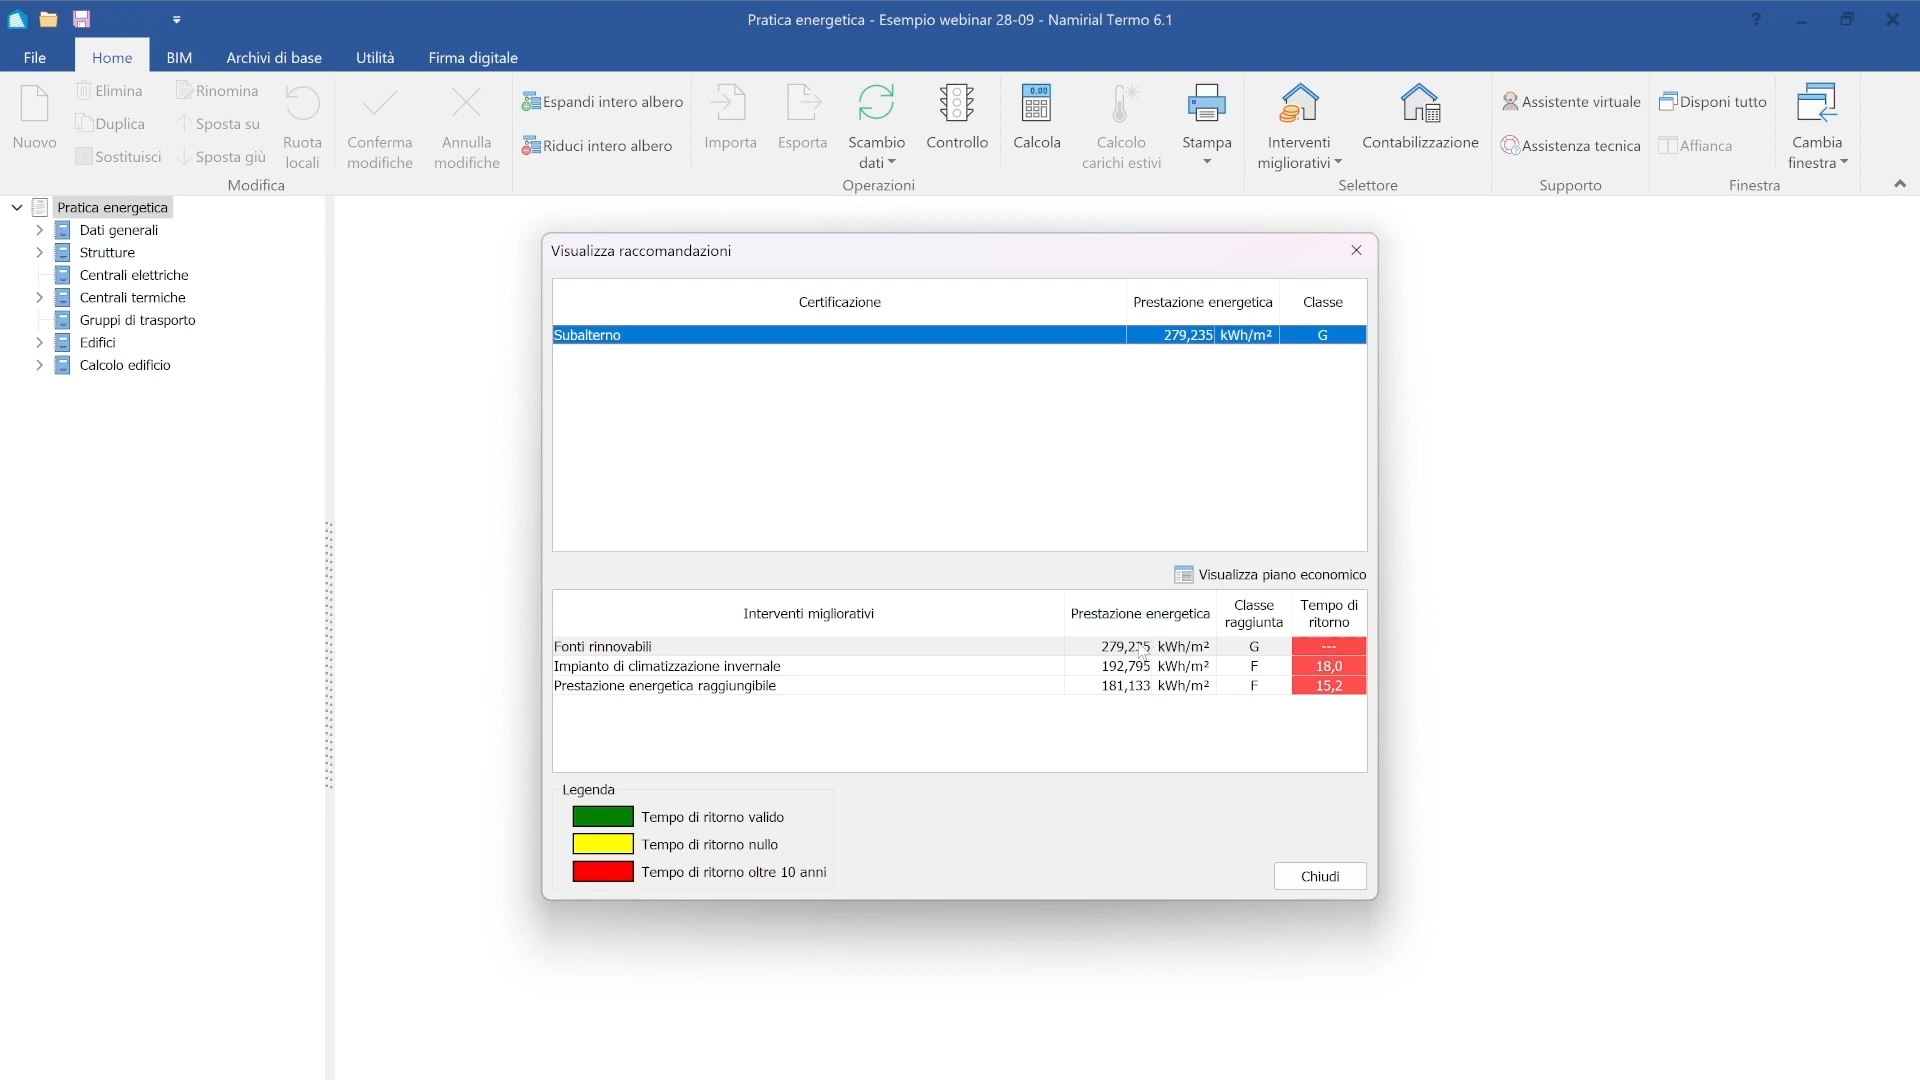 Pratica energetica - Esempio webinar 28-09 - Namirial Termo 6.1
?
File Home BIM Archivi di base Utilità Firma digitale
Nuovo
Elimina
Duplica
Sostituisci
Rinomina
Sposta su
Sposta giù
Ruota
locali
Modifica
Conferma
modifiche
Annulla
modifiche
Espandi intero albero
Riduci intero albero
Importa
Esporta
Scambio
dati
Controllo
Operazioni
0.00
Calcola
Calcolo
carichi estivi
Stampa
Interventi
migliorativi
Contabilizzazione
Selettore
Assistente virtuale
Assistenza tecnica
Supporto
Disponi tutto
Affianca
Cambia
finestra
Finestra
Pratica energetica
Dati generali
Strutture
Centrali elettriche
Centrali termiche
Gruppi di trasporto
Edifici
Calcolo edificio
Visualizza raccomandazioni
Certificazione Prestazione energetica Classe
Subalterno 279,235 kWh/m² G
Visualizza piano economico
Interventi migliorativi Prestazione energetica Classe raggiunta Tempo di ritorno
Fonti rinnovabili 279,235 kWh/m² G ---
Impianto di climatizzazione invernale 192,795 kWh/m² F 18,0
Prestazione energetica raggiungibile 181,133 kWh/m² F 15,2
Legenda
Tempo di ritorno valido
Tempo di ritorno nullo
Tempo di ritorno oltre 10 anni
Chiudi